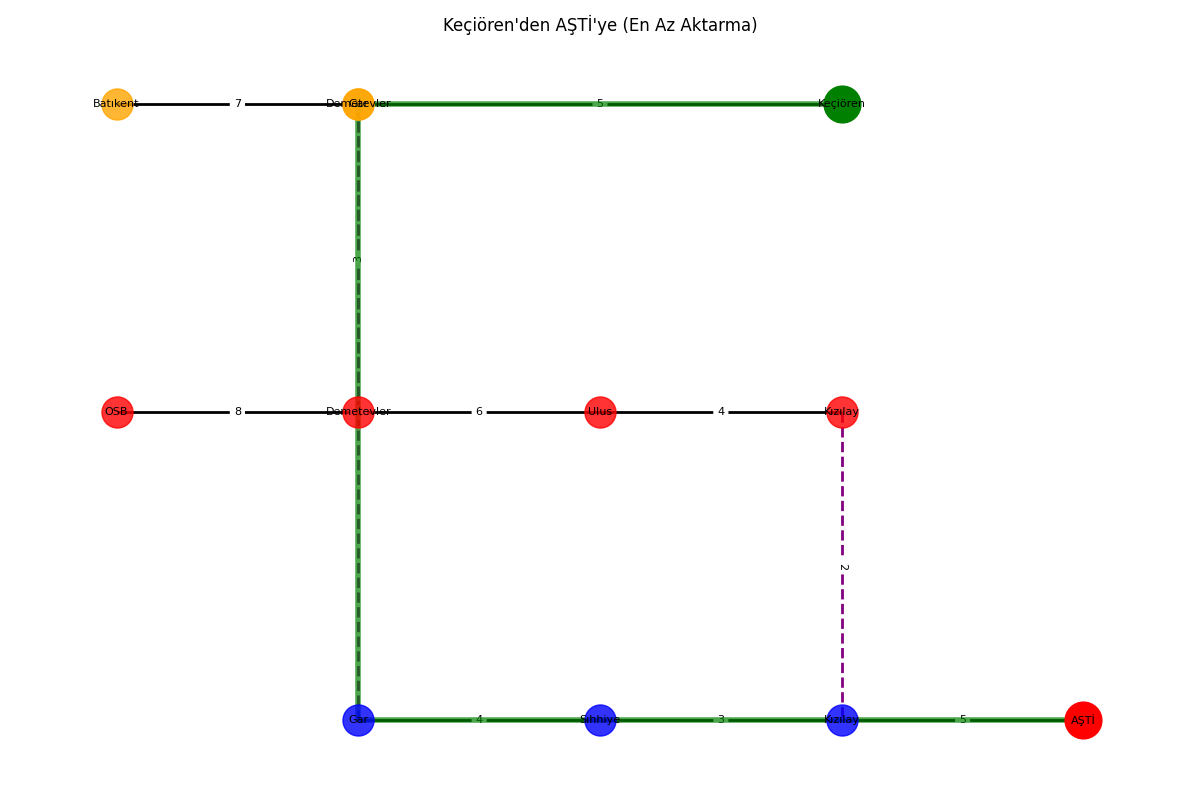 Keçiören'den AŞTİ'ye (En Az Aktarma)
Batıkent
7
Demetevler
Gar
5
Keçiören
3
OSB
8
Demetevler
6
Ulus
4
Kızılay
2
Gar
4
Sıhhiye
3
Kızılay
5
AŞTİ